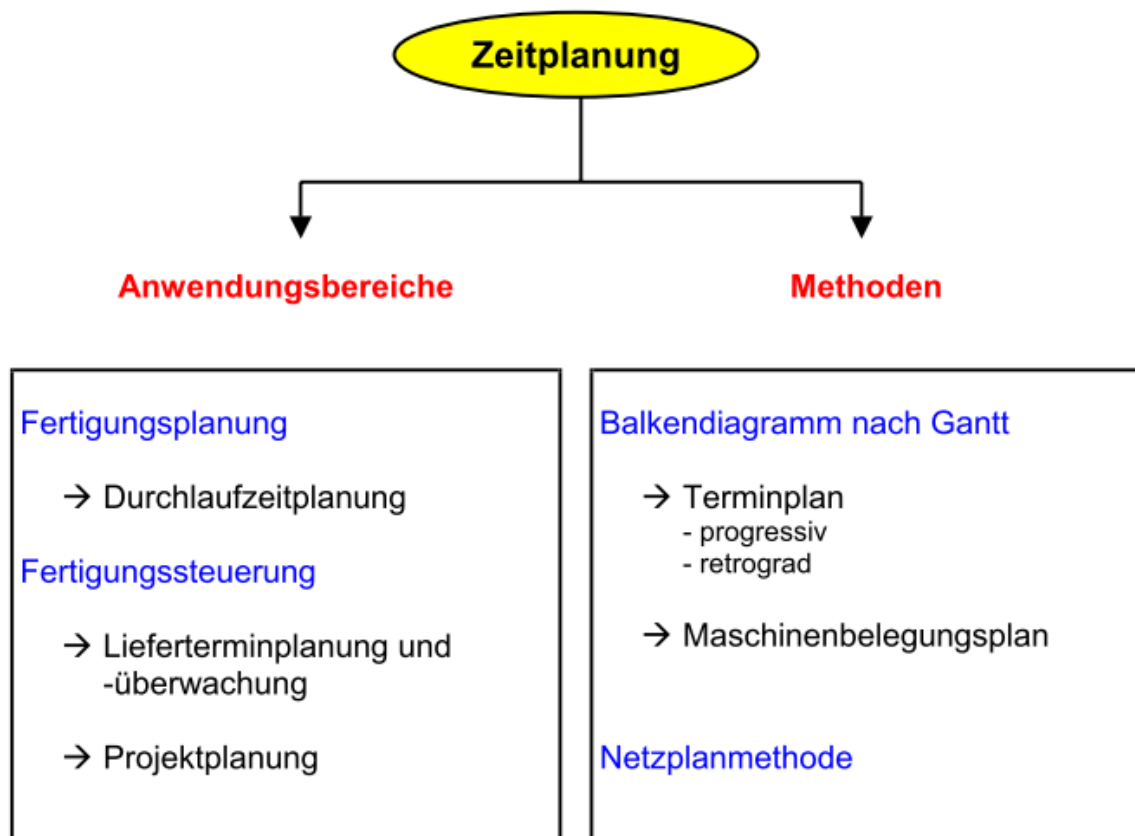 Zeitplanung
Anwendungsbereiche
Methoden
Fertigungsplanung
→ Durchlaufzeitplanung
Fertigungssteuerung
→ Lieferterminplanung und
-überwachung
→ Projektplanung
Balkendiagramm nach Gantt
→ Terminplan
- progressiv
- retrograd
→ Maschinenbelegungsplan
Netzplanmethode